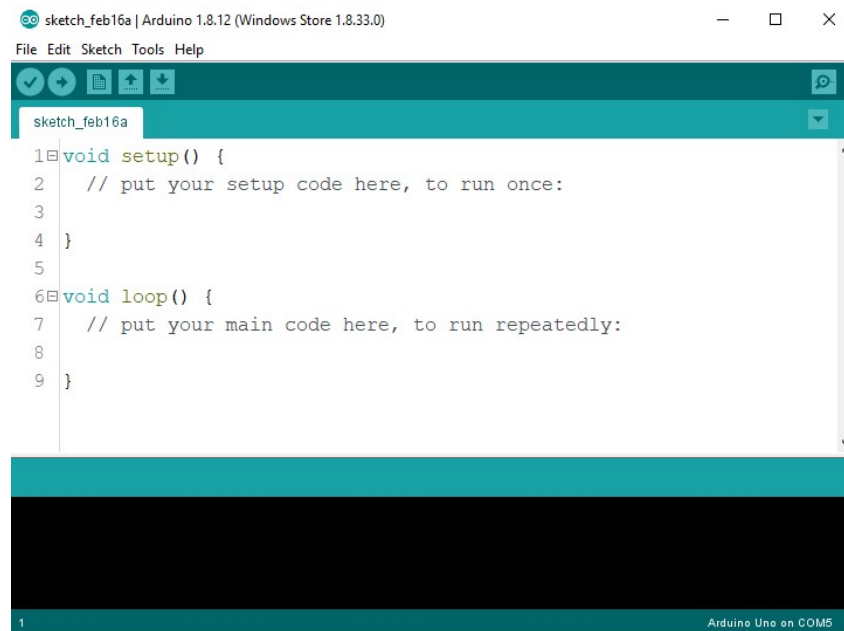 sketch_feb16a | Arduino 1.8.12 (Windows Store 1.8.33.0)
File Edit Sketch Tools Help
sketch_feb16a
1 void setup() {
2 // put your setup code here, to run once:
3
4 }
5
6 void loop() {
7 // put your main code here, to run repeatedly:
8
9 }
1 Arduino Uno on COM5